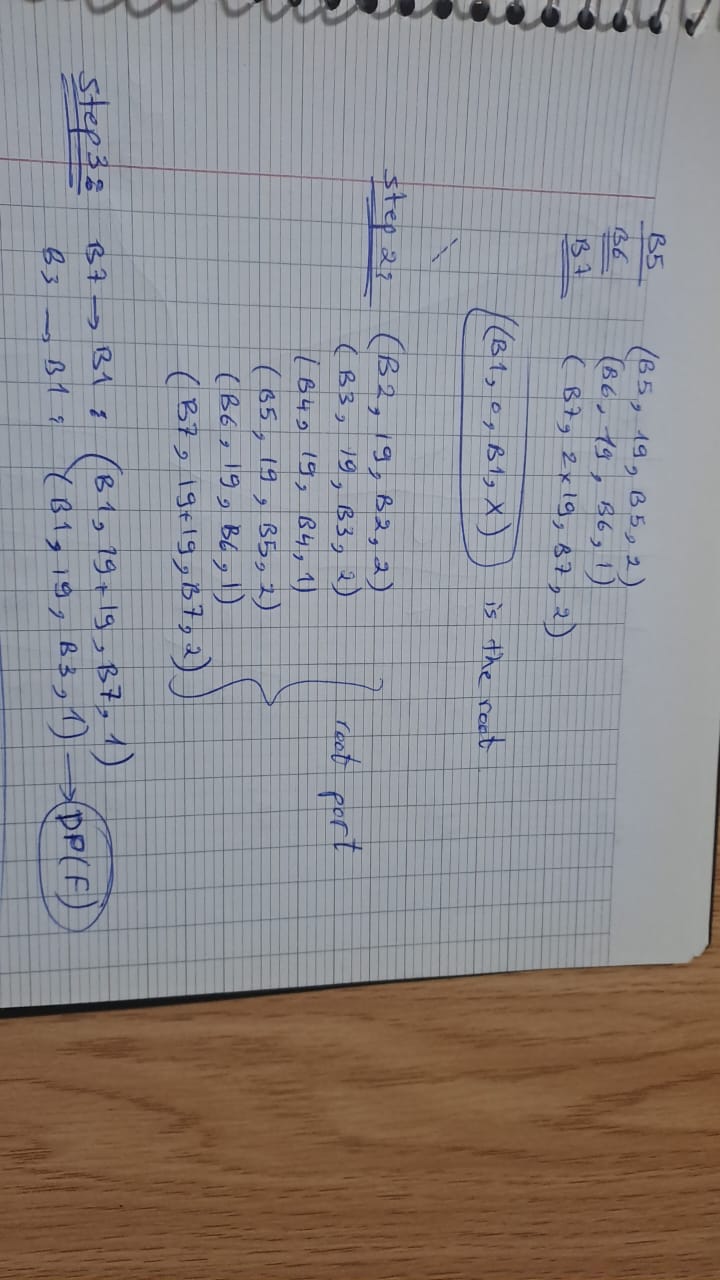 B5 (B5, 19, B5, 2)
B6 (B6, 19, B6, 1)
B7 (B7, 2×19, B7, 2)
(B1, 0, B1, X) is the root
step 2: (B2, 19, B2, 2)
(B3, 19, B3, 2)
(B4, 19, B4, 1)
(B5, 19, B5, 2)
(B6, 19, B6, 1)
(B7, 19+19, B7, 2)
root port
step 3: B7 → B1 : (B1, 19+19, B7, 1)
B3 → B1 : (B1, 19, B3, 1) → DP(F)